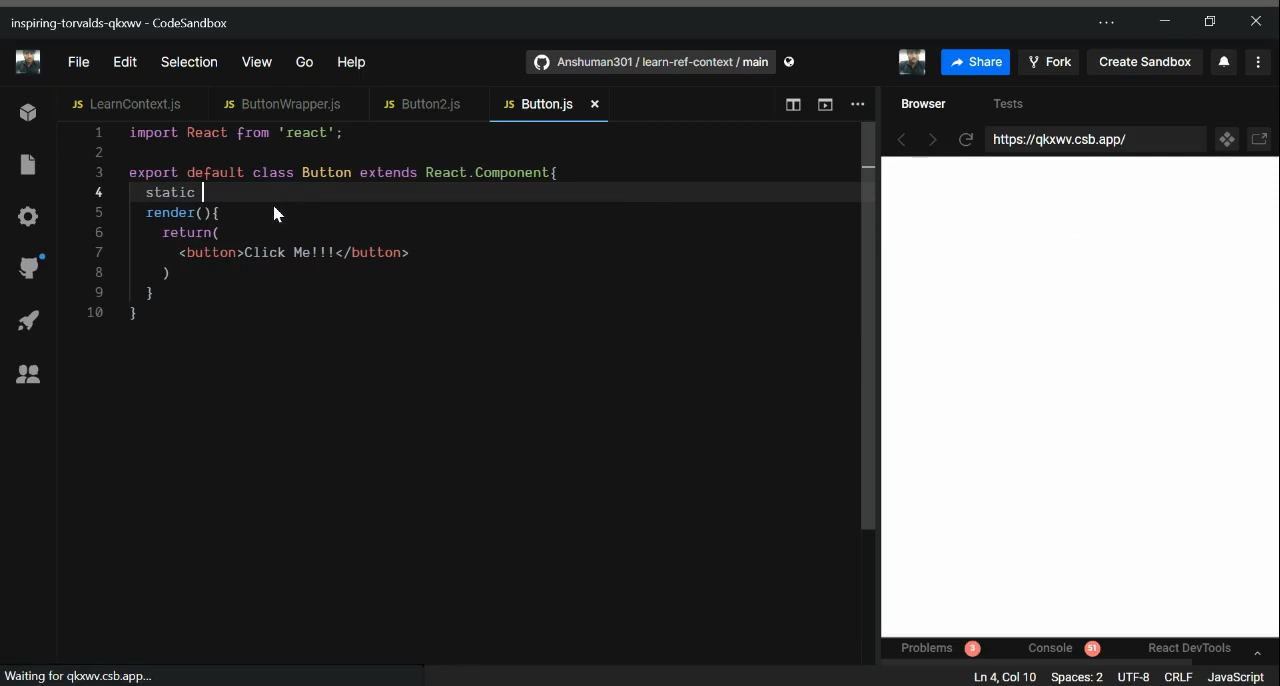 inspiring-torvalds-qkxwv - CodeSandbox
File Edit Selection View Go Help
Anshuman301 / learn-ref-context / main
Share Fork Create Sandbox
JS LearnContext.js JS ButtonWrapper.js JS Button2.js JS Button.js
Browser Tests
https://qkxwv.csb.app/
1 import React from 'react';
2
3 export default class Button extends React.Component{
4 static
5 render(){
6 return(
7 <button>Click Me!!!</button>
8 )
9 }
10 }
Problems 3 Console 51 React DevTools
Waiting for qkxwv.csb.app...
Ln 4, Col 10 Spaces: 2 UTF-8 CRLF JavaScript